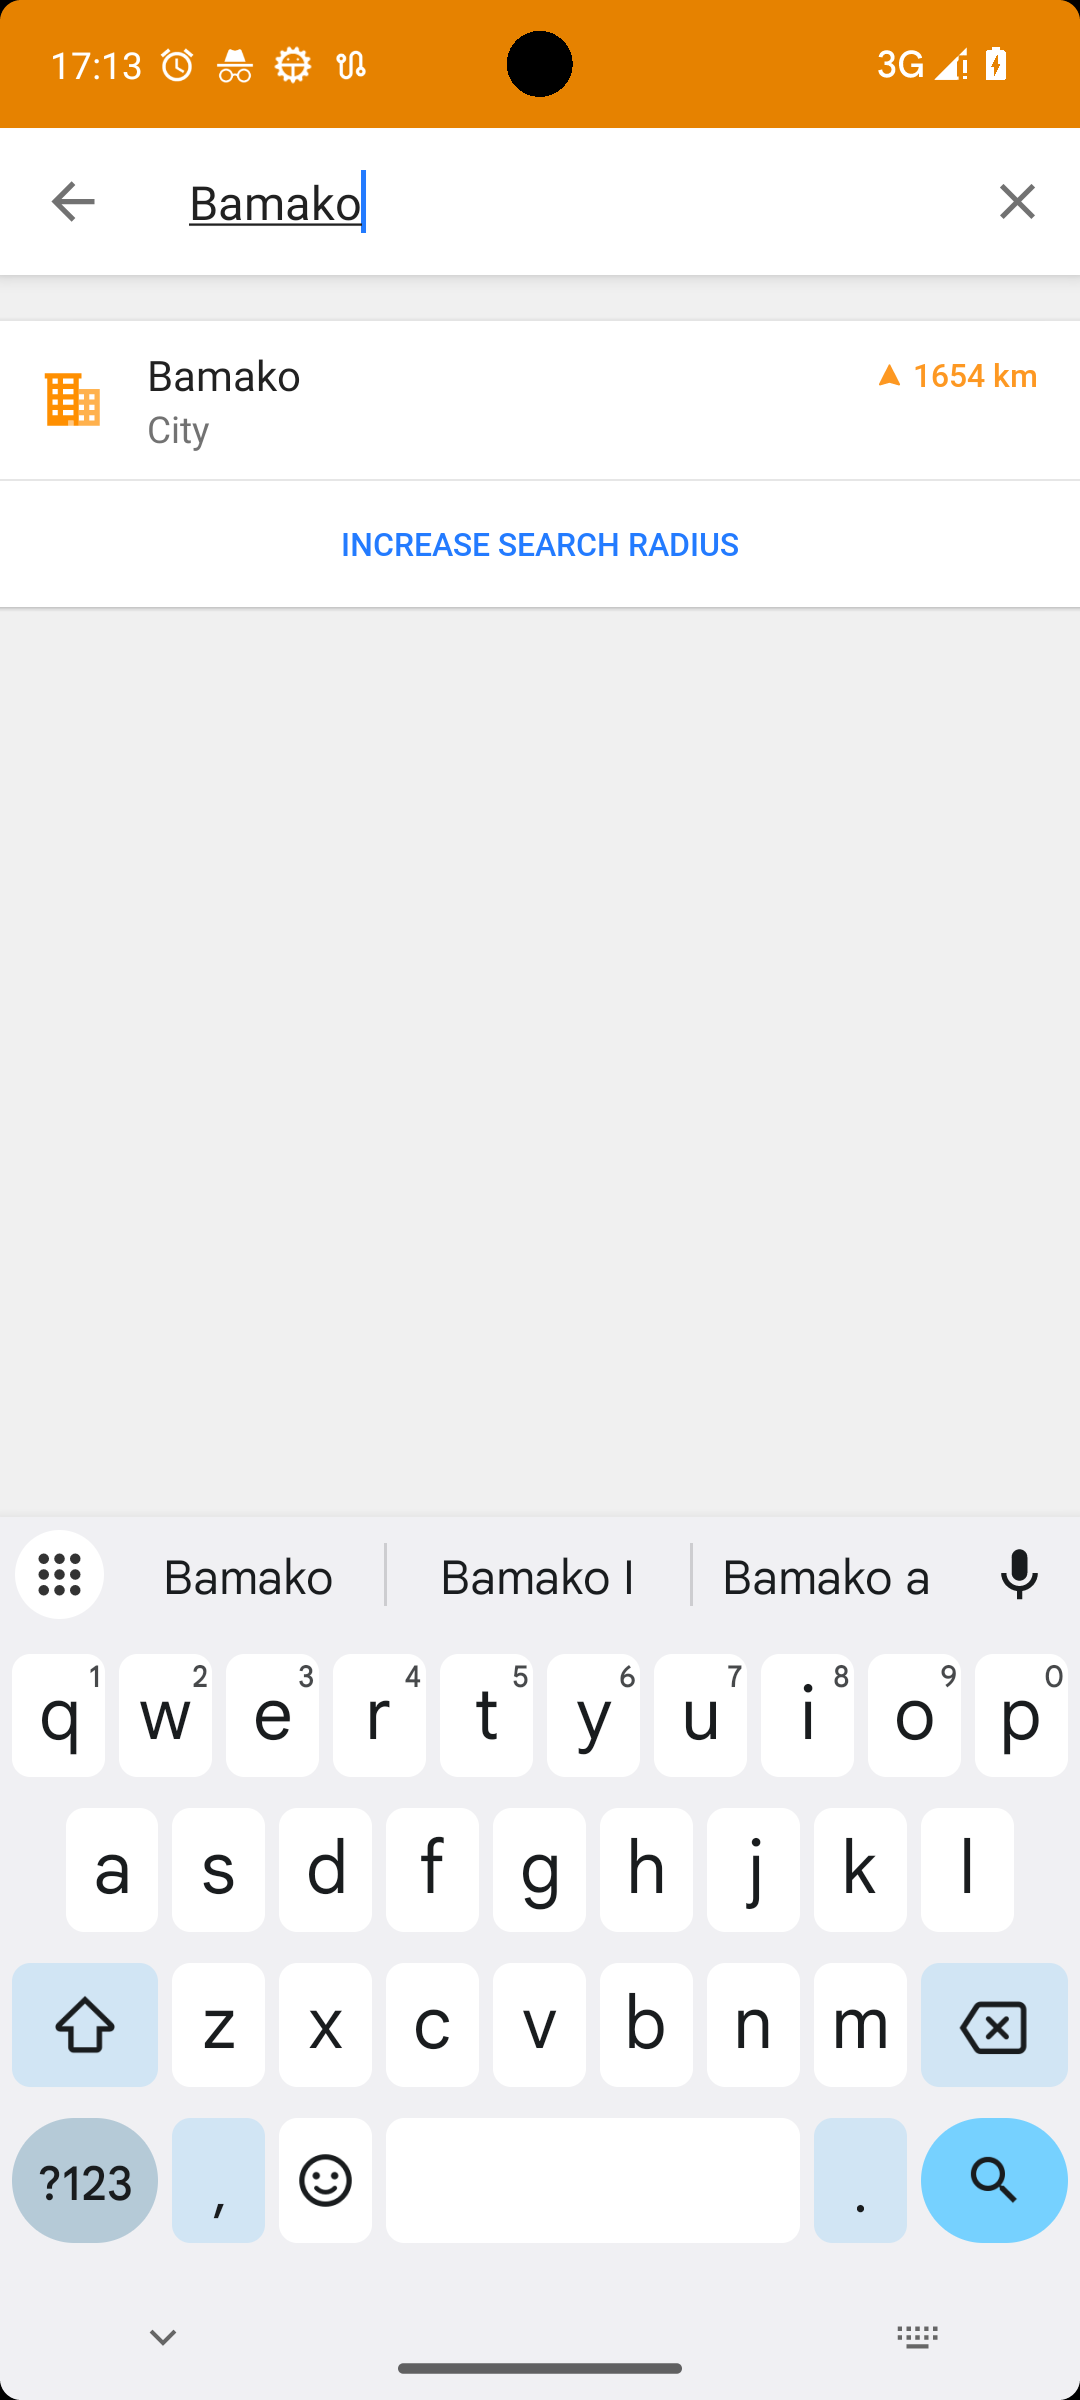 17:13
3G
Bamako
Bamako
1654 km
City
INCREASE SEARCH RADIUS
Bamako
Bamako I
Bamako a
q1 w2 e3 r4 t5 y6 u7 i8 o9 p0
a s d f g h j k l
z x c v b n m
?123 , .